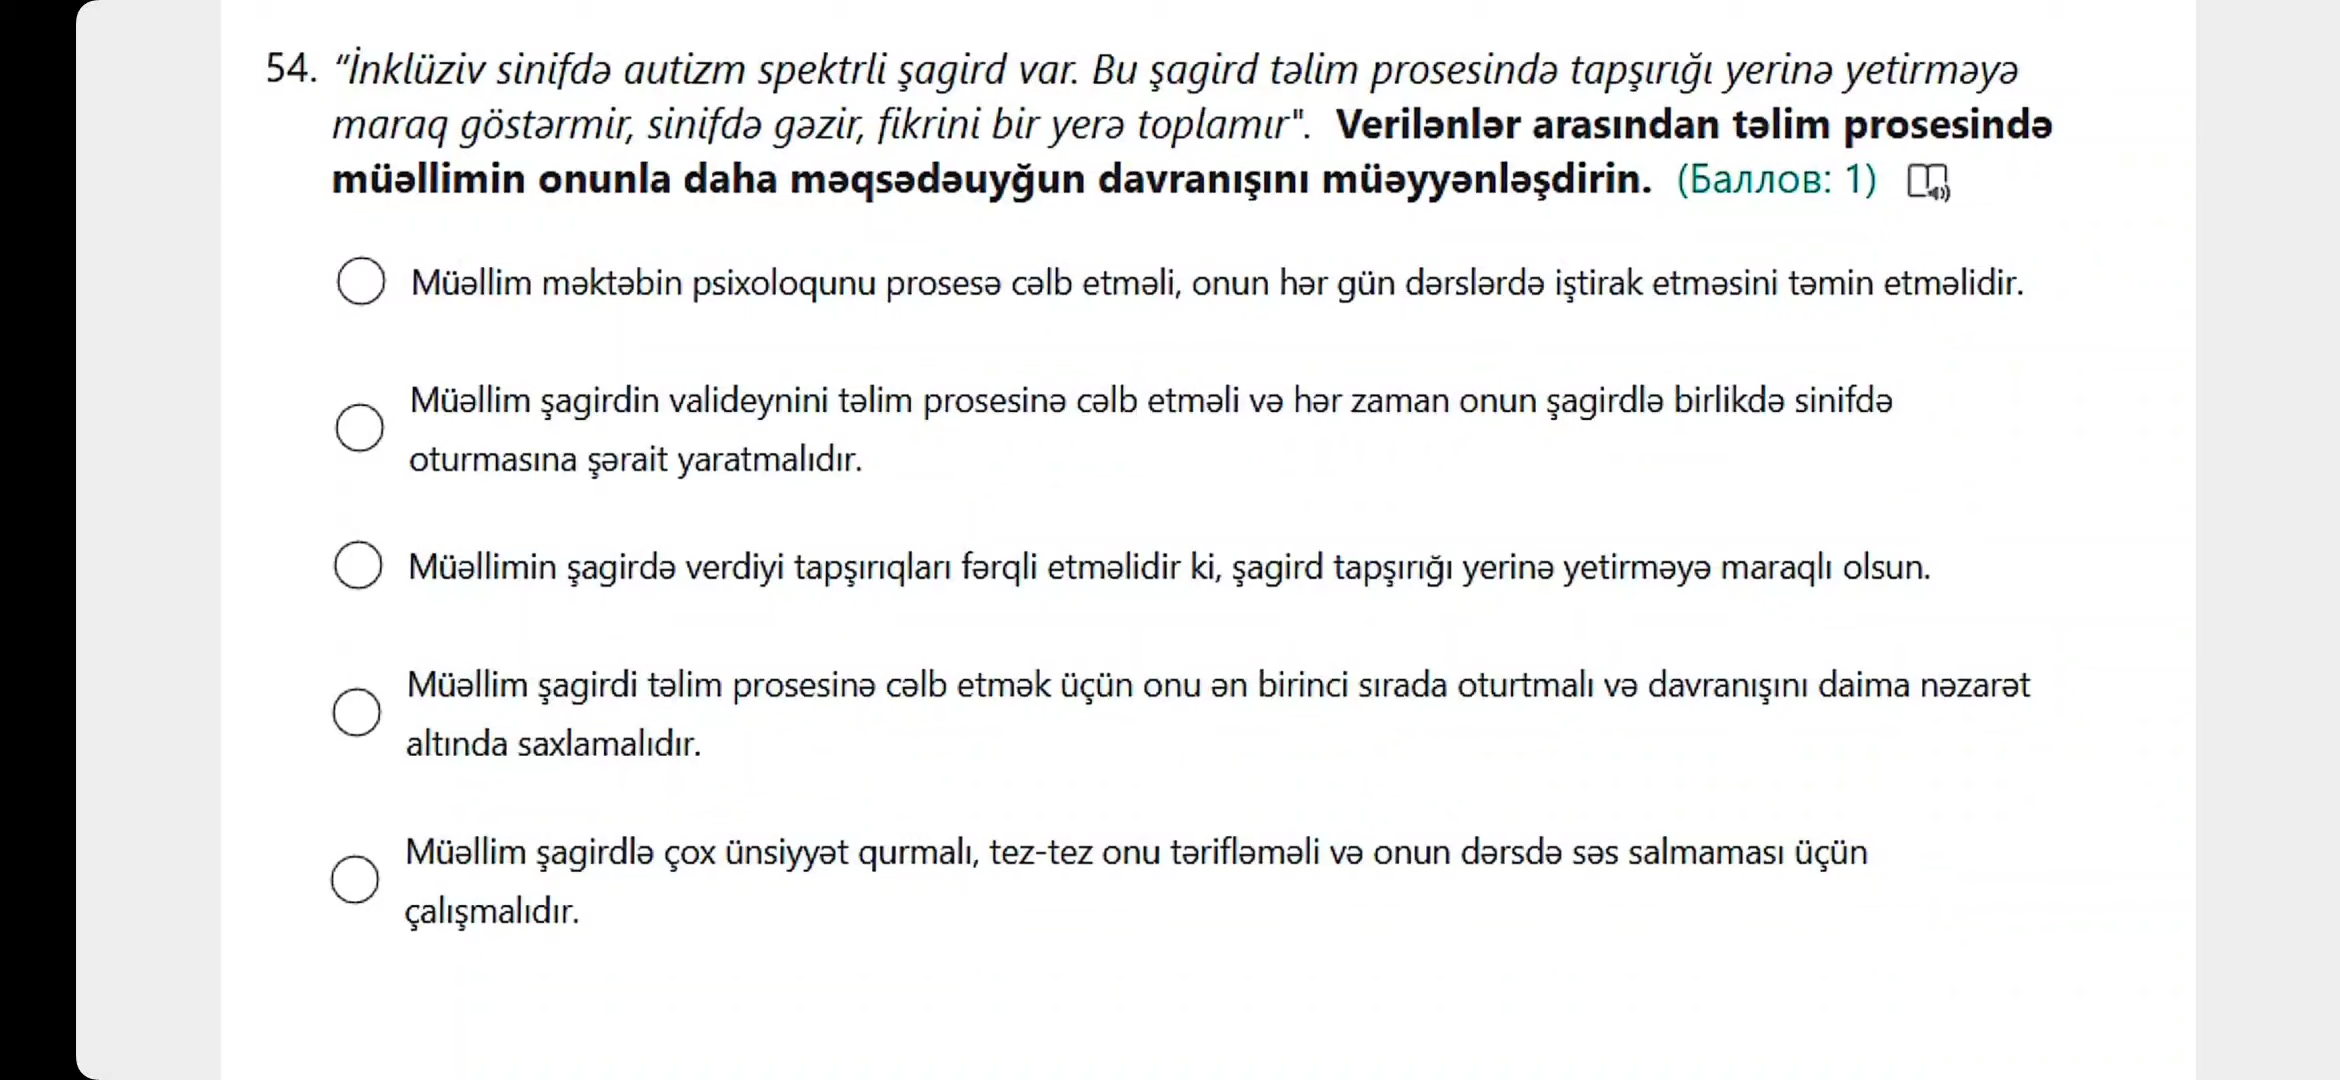 54. “İnklüziv sinifdə autizm spektrli şagird var. Bu şagird təlim prosesində tapşırığı yerinə yetirməyə
maraq göstərmir, sinifdə gəzir, fikrini bir yerə toplamır". Verilənlər arasından təlim prosesində
müəllimin onunla daha məqsədəuyğun davranışını müəyyənləşdirin. (Баллов: 1)
Müəllim məktəbin psixoloqunu prosesə cəlb etməli, onun hər gün dərslərdə iştirak etməsini təmin etməlidir.
Müəllim şagirdin valideynini təlim prosesinə cəlb etməli və hər zaman onun şagirdlə birlikdə sinifdə
oturmasına şərait yaratmalıdır.
Müəllimin şagirdə verdiyi tapşırıqları fərqli etməlidir ki, şagird tapşırığı yerinə yetirməyə maraqlı olsun.
Müəllim şagirdi təlim prosesinə cəlb etmək üçün onu ən birinci sırada oturtmalı və davranışını daima nəzarət
altında saxlamalıdır.
Müəllim şagirdlə çox ünsiyyət qurmalı, tez-tez onu tərifləməli və onun dərsdə səs salmaması üçün
çalışmalıdır.